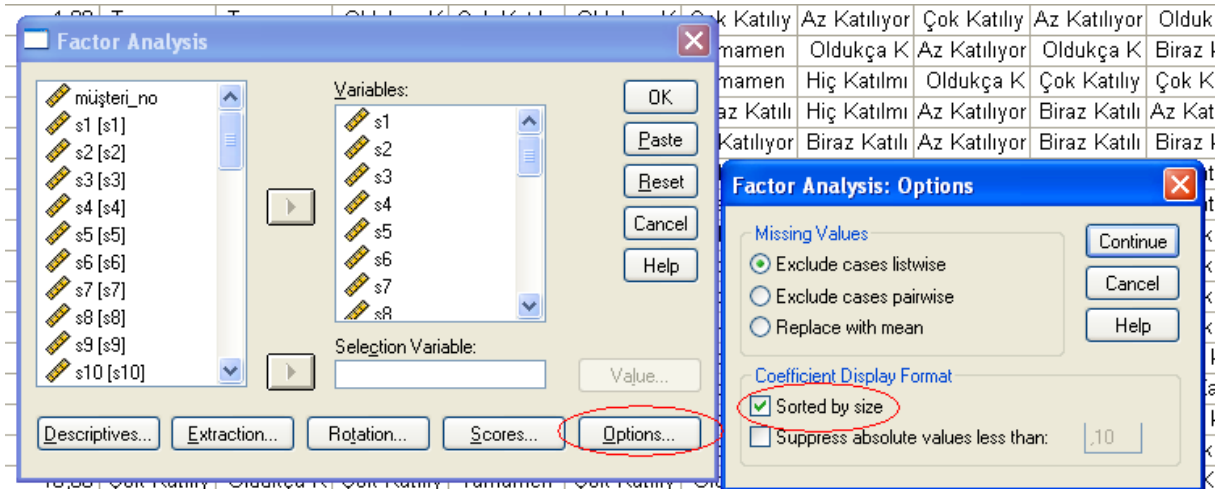 Factor Analysis
müşteri_no
s1 [s1]
s2 [s2]
s3 [s3]
s4 [s4]
s5 [s5]
s6 [s6]
s7 [s7]
s8 [s8]
s9 [s9]
s10 [s10]
Variables:
s1
s2
s3
s4
s5
s6
s7
s8
Selection Variable:
OK
Paste
Reset
Cancel
Help
Value...
Descriptives...
Extraction...
Rotation...
Scores...
Options...
Katılıy Az Katılıyor Çok Katılıy Az Katılıyor Olduk
Oldukça K Az Katılıyor Oldukça K Biraz
Hiç Katılmı Oldukça K Çok Katılıy Çok K
Katılı Hiç Katılmı Az Katılıyor Biraz Katılı Az Kat
Katılıyor Biraz Katılı Az Katılıyor Biraz Katılı Biraz
Factor Analysis: Options
Missing Values
Exclude cases listwise
Exclude cases pairwise
Replace with mean
Continue
Cancel
Help
Coefficient Display Format
Sorted by size
Suppress absolute values less than: ,10